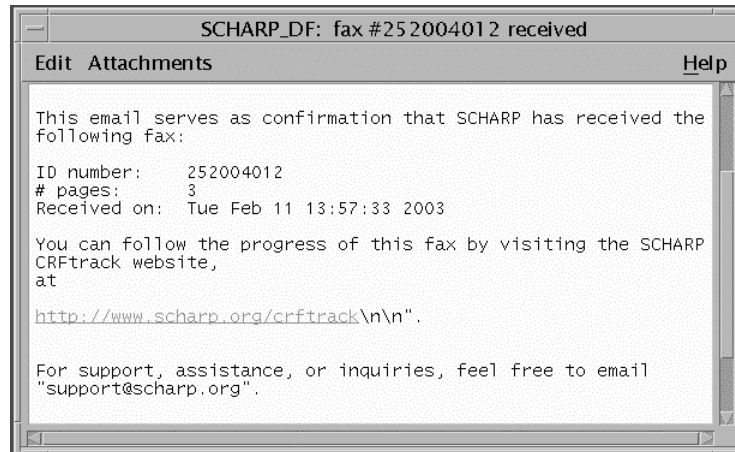 SCHARP_DF: fax #252004012 received
Edit Attachments Help
This email serves as confirmation that SCHARP has received the
following fax:
ID number: 252004012
# pages: 3
Received on: Tue Feb 11 13:57:33 2003
You can follow the progress of this fax by visiting the SCHARP
CRFtrack website,
at
http://www.scharp.org/crftrack\n\n".
For support, assistance, or inquiries, feel free to email
"support@scharp.org".